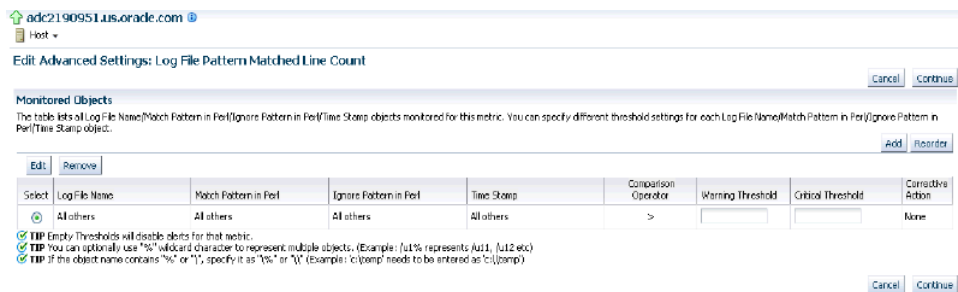 adc2190951.us.oracle.com
Host
Edit Advanced Settings: Log File Pattern Matched Line Count
Cancel Continue
Monitored Objects
The table lists all Log File Name/Match Pattern in Perl/Ignore Pattern in Perl/Time Stamp objects monitored for this metric. You can specify different threshold settings for each Log File Name/Match Pattern in Perl/Ignore Pattern in
Perl/Time Stamp object.
Add Reorder
Edit Remove
Select Log File Name Match Pattern in Perl Ignore Pattern in Perl Time Stamp Comparison Operator Warning Threshold Critical Threshold Corrective Action
All others All others All others All others > None
TIP Empty Thresholds will disable alerts for that metric.
TIP You can optionally use "%" wildcard character to represent multiple objects. (Example: /u1% represents /u11, /u12 etc)
TIP If the object name contains "%" or "\", specify it as "\%" or "\\" (Example: 'c:\temp' needs to be entered as 'c:\\temp')
Cancel Continue